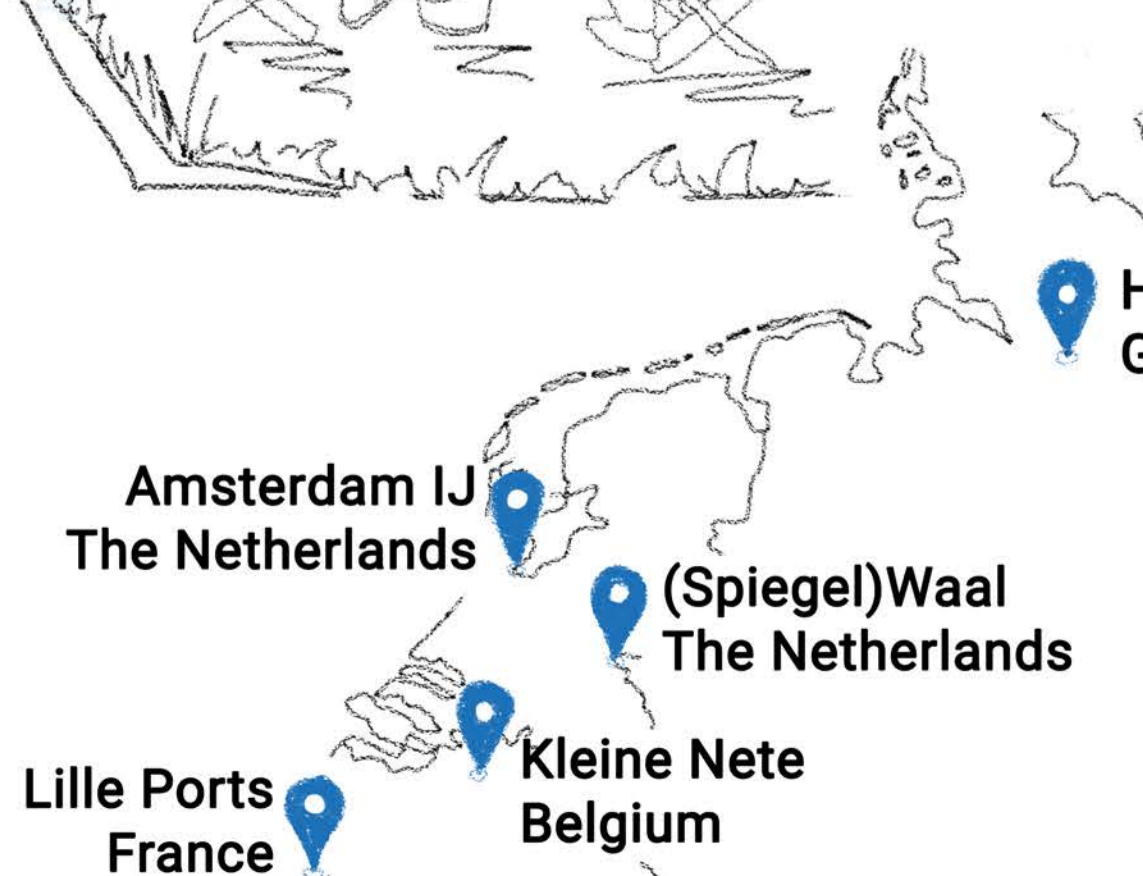 H
G
Amsterdam IJ
The Netherlands
(Spiegel)Waal
The Netherlands
Kleine Nete
Belgium
Lille Ports
France